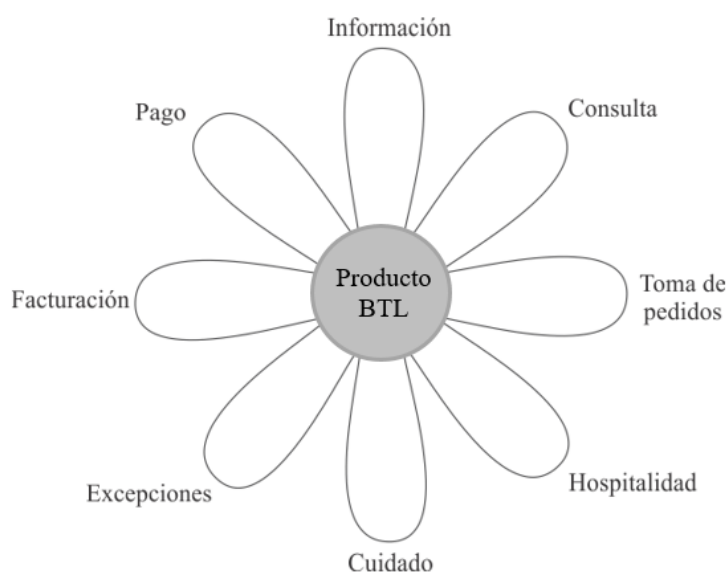 Información
Pago
Consulta
Producto
BTL
Facturación
Toma de
pedidos
Excepciones
Hospitalidad
Cuidado